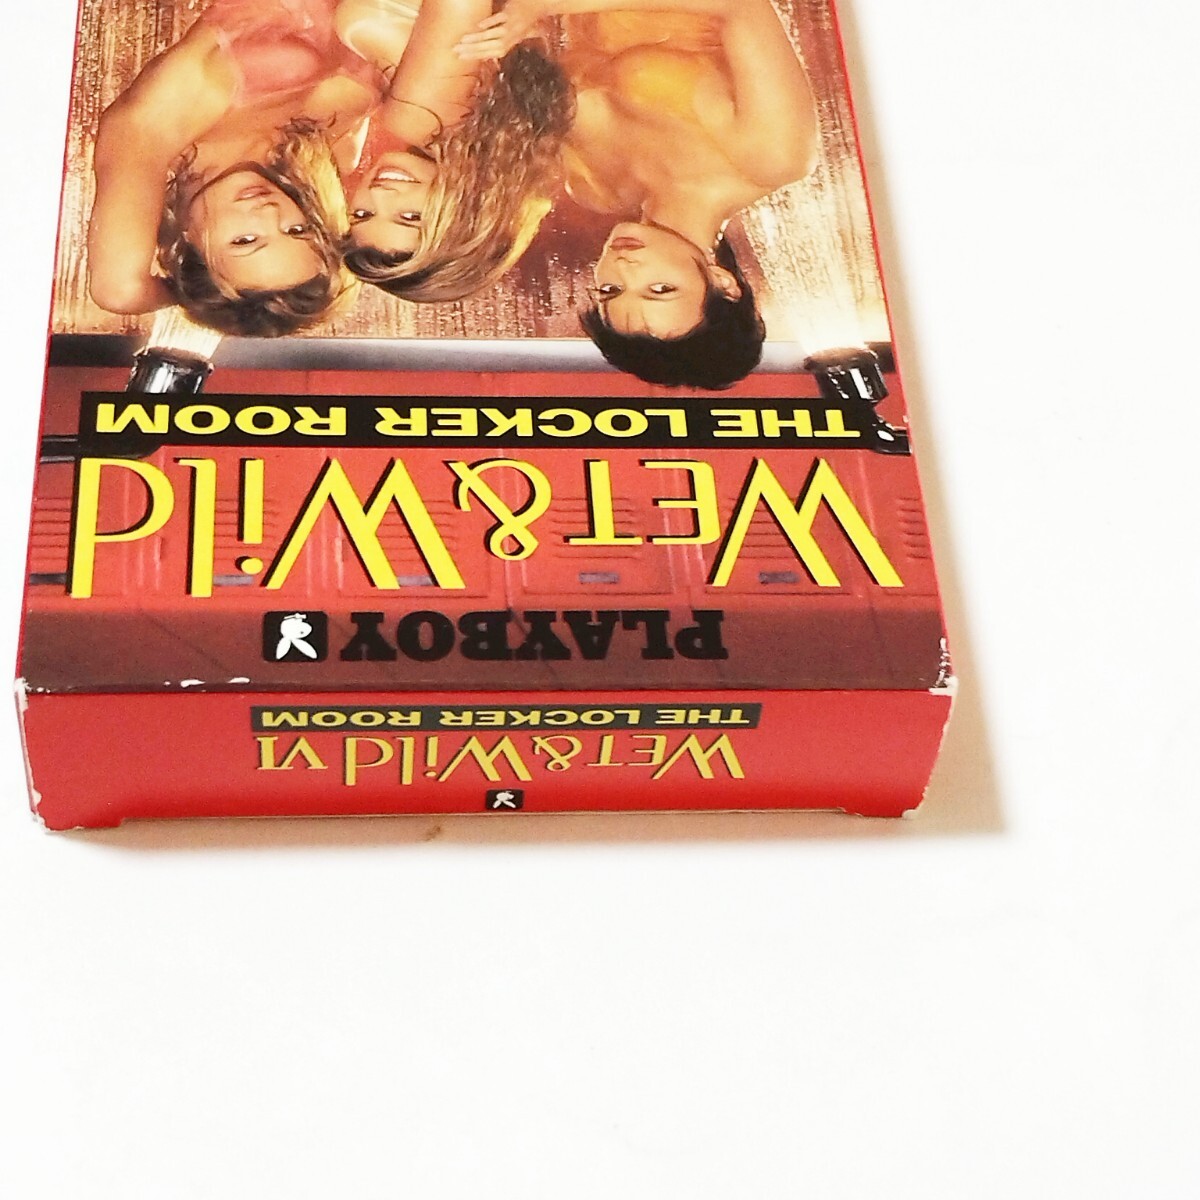 PLAYBOY
WET & Wild
THE LOCKER ROOM
WET & Wild VI
THE LOCKER ROOM